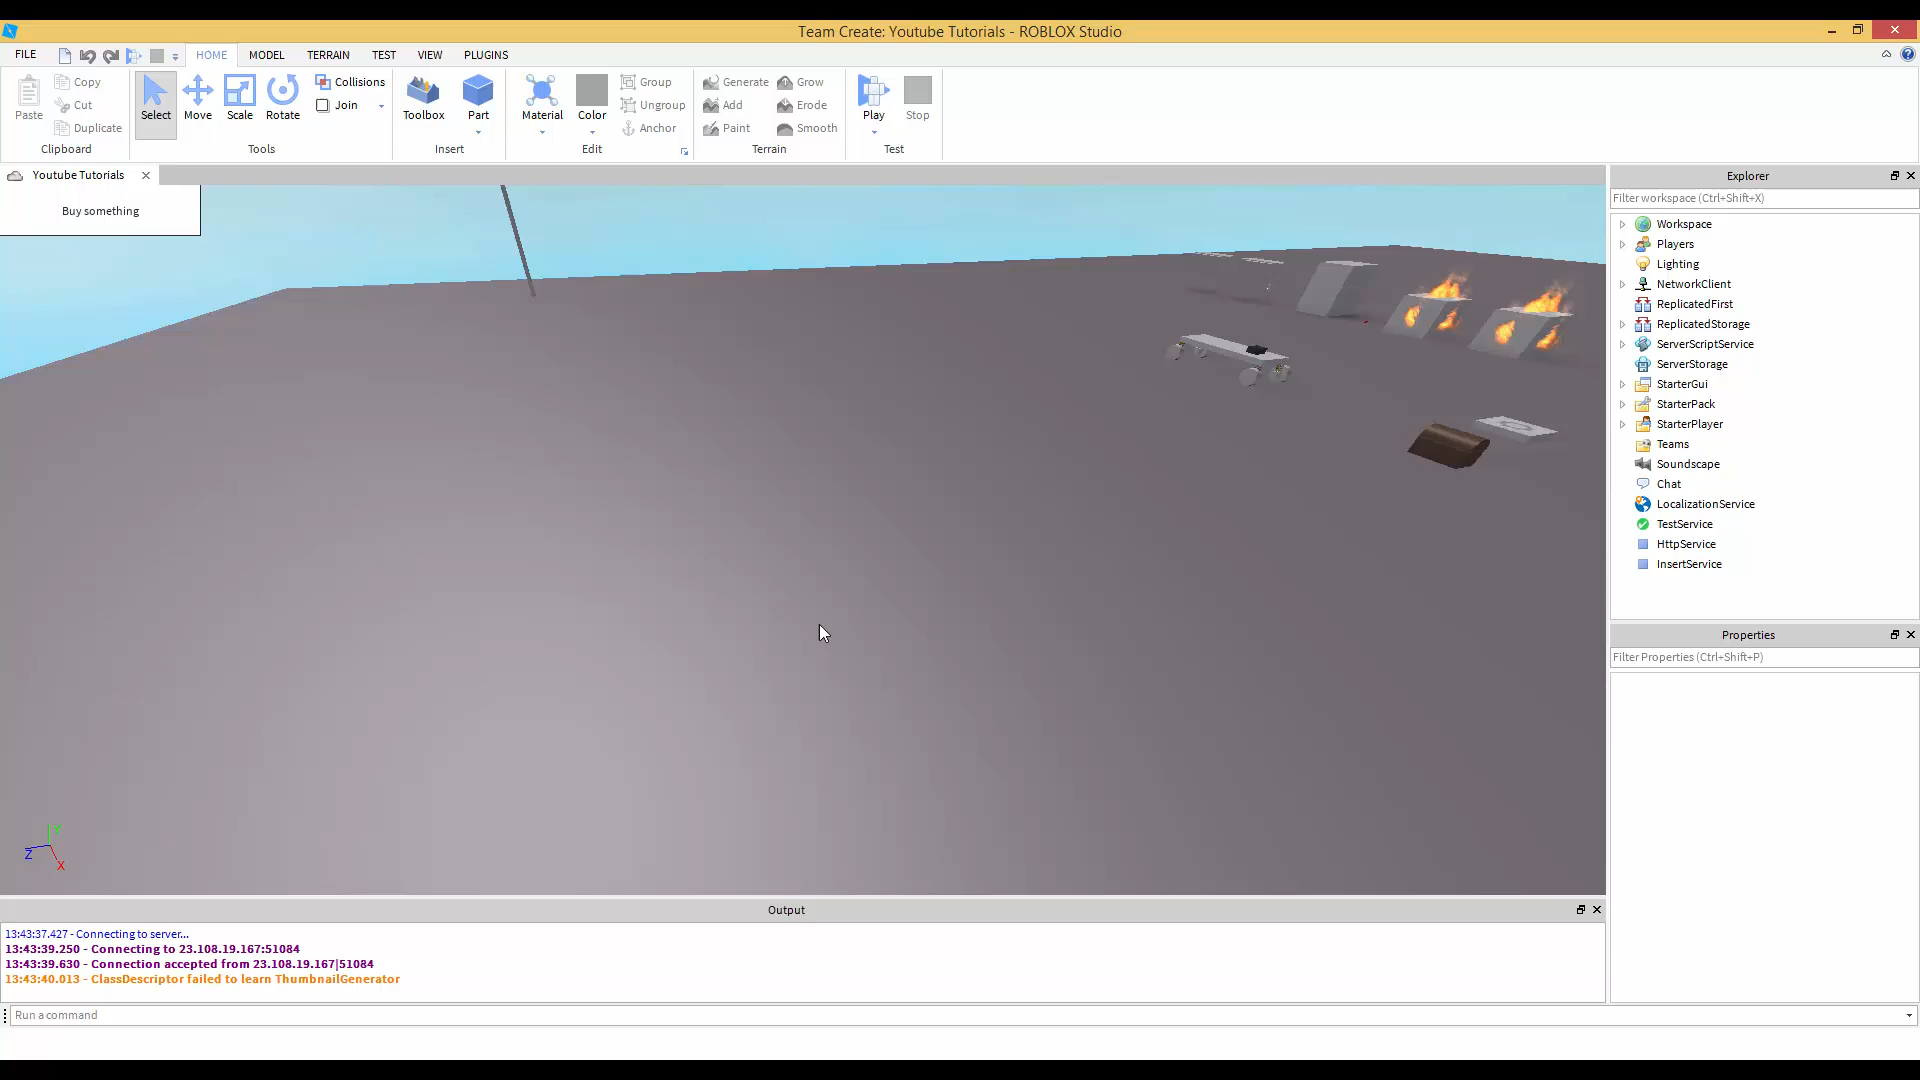 Team Create: Youtube Tutorials - ROBLOX Studio
FILE
HOME
MODEL
TERRAIN
TEST
VIEW
PLUGINS
Paste
Copy
Cut
Duplicate
Clipboard
Select
Move
Scale
Rotate
Collisions
Join
Tools
Toolbox
Part
Insert
Material
Color
Group
Ungroup
Anchor
Edit
Generate
Add
Paint
Grow
Erode
Smooth
Terrain
Play
Stop
Test
Youtube Tutorials
Buy something
Z
Y
X
Explorer
Filter workspace (Ctrl+Shift+X)
Workspace
Players
Lighting
NetworkClient
ReplicatedFirst
ReplicatedStorage
ServerScriptService
ServerStorage
StarterGui
StarterPack
StarterPlayer
Teams
Soundscape
Chat
LocalizationService
TestService
HttpService
InsertService
Properties
Filter Properties (Ctrl+Shift+P)
Output
13:43:37.427 - Connecting to server...
13:43:39.250 - Connecting to 23.108.19.167:51084
13:43:39.630 - Connection accepted from 23.108.19.167|51084
13:43:40.013 - ClassDescriptor failed to learn ThumbnailGenerator
Run a command